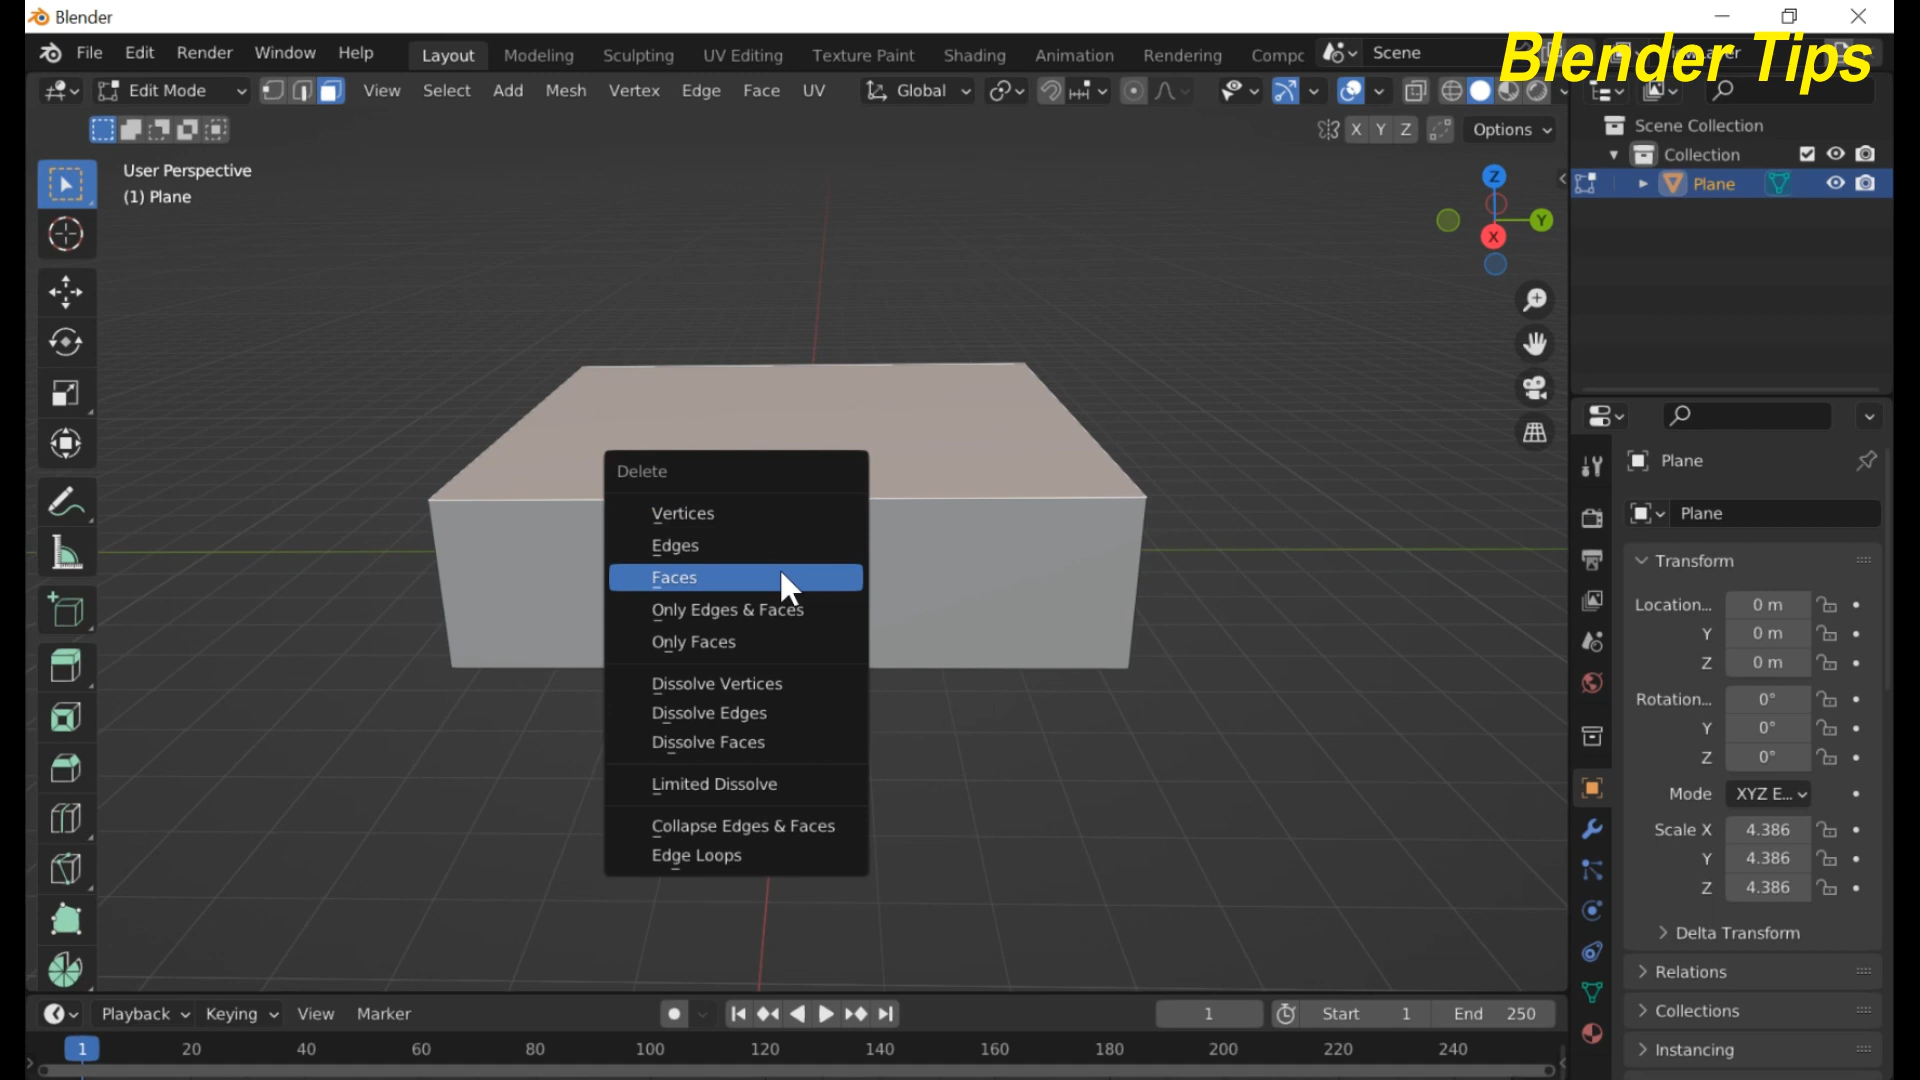 Blender
File Edit Render Window Help Layout Modeling Sculpting UV Editing Texture Paint Shading Animation Rendering Compc Scene
Blender Tips
Edit Mode View Select Add Mesh Vertex Edge Face UV Global
X Y Z Options
User Perspective
(1) Plane
Z
Y
X
Scene Collection
Collection
Plane
Delete
Vertices
Edges
Faces
Only Edges & Faces
Only Faces
Dissolve Vertices
Dissolve Edges
Dissolve Faces
Limited Dissolve
Collapse Edges & Faces
Edge Loops
Plane
Plane
Transform
Location... 0 m
Y 0 m
Z 0 m
Rotation... 0°
Y 0°
Z 0°
Mode XYZ E...
Scale X 4.386
Y 4.386
Z 4.386
Delta Transform
Relations
Collections
Instancing
Playback Keying View Marker 1 Start 1 End 250
1 20 40 60 80 100 120 140 160 180 200 220 240